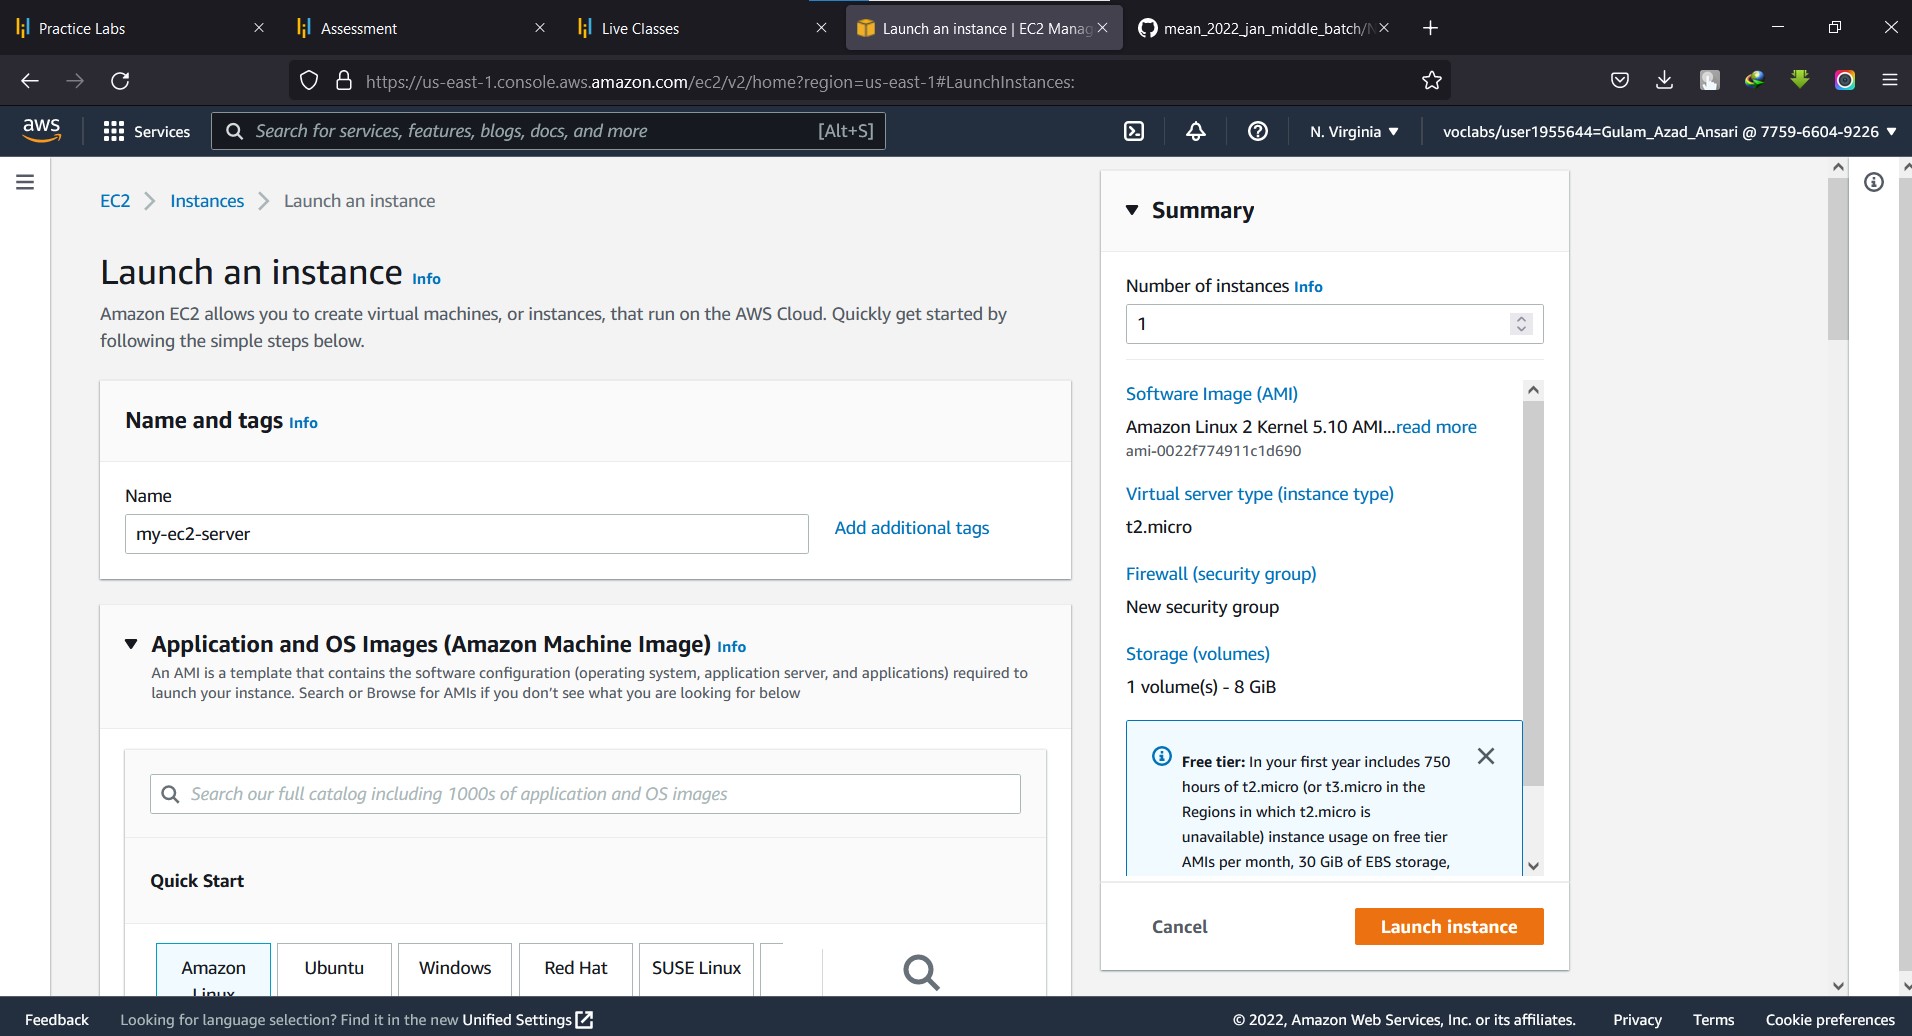 Practice Labs
Assessment
Live Classes
Launch an instance | EC2 Manag
mean_2022_jan_middle_batch/
https://us-east-1.console.aws.amazon.com/ec2/v2/home?region=us-east-1#LaunchInstances:
aws
Services
Search for services, features, blogs, docs, and more
[Alt+S]
N. Virginia
voclabs/user1955644=Gulam_Azad_Ansari @ 7759-6604-9226
EC2
Instances
Launch an instance
Launch an instance Info
Amazon EC2 allows you to create virtual machines, or instances, that run on the AWS Cloud. Quickly get started by
following the simple steps below.
Name and tags Info
Name
my-ec2-server
Add additional tags
Application and OS Images (Amazon Machine Image) Info
An AMI is a template that contains the software configuration (operating system, application server, and applications) required to
launch your instance. Search or Browse for AMIs if you don’t see what you are looking for below
Search our full catalog including 1000s of application and OS images
Quick Start
Amazon
Linux
Ubuntu
Windows
Red Hat
SUSE Linux
Summary
Number of instances Info
1
Software Image (AMI)
Amazon Linux 2 Kernel 5.10 AMI...read more
ami-0022f774911c1d690
Virtual server type (instance type)
t2.micro
Firewall (security group)
New security group
Storage (volumes)
1 volume(s) - 8 GiB
Free tier: In your first year includes 750
hours of t2.micro (or t3.micro in the
Regions in which t2.micro is
unavailable) instance usage on free tier
AMIs per month, 30 GiB of EBS storage,
Cancel
Launch instance
Feedback
Looking for language selection? Find it in the new Unified Settings
© 2022, Amazon Web Services, Inc. or its affiliates.
Privacy
Terms
Cookie preferences